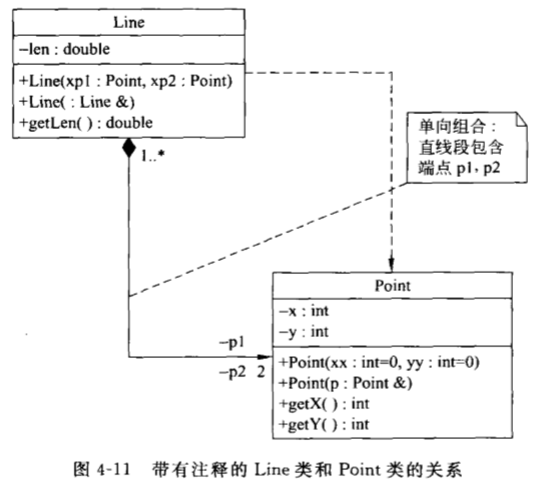 Line
-len : double
+Line(xp1 : Point, xp2 : Point)
+Line( : Line &)
+getLen( ) : double
1..*
单向组合：
直线段包含
端点 p1，p2
Point
-x : int
-y : int
+Point(xx : int=0, yy : int=0)
+Point(p : Point &)
+getX( ) : int
+getY( ) : int
-p1
-p2 2
图 4-11 带有注释的 Line 类和 Point 类的关系